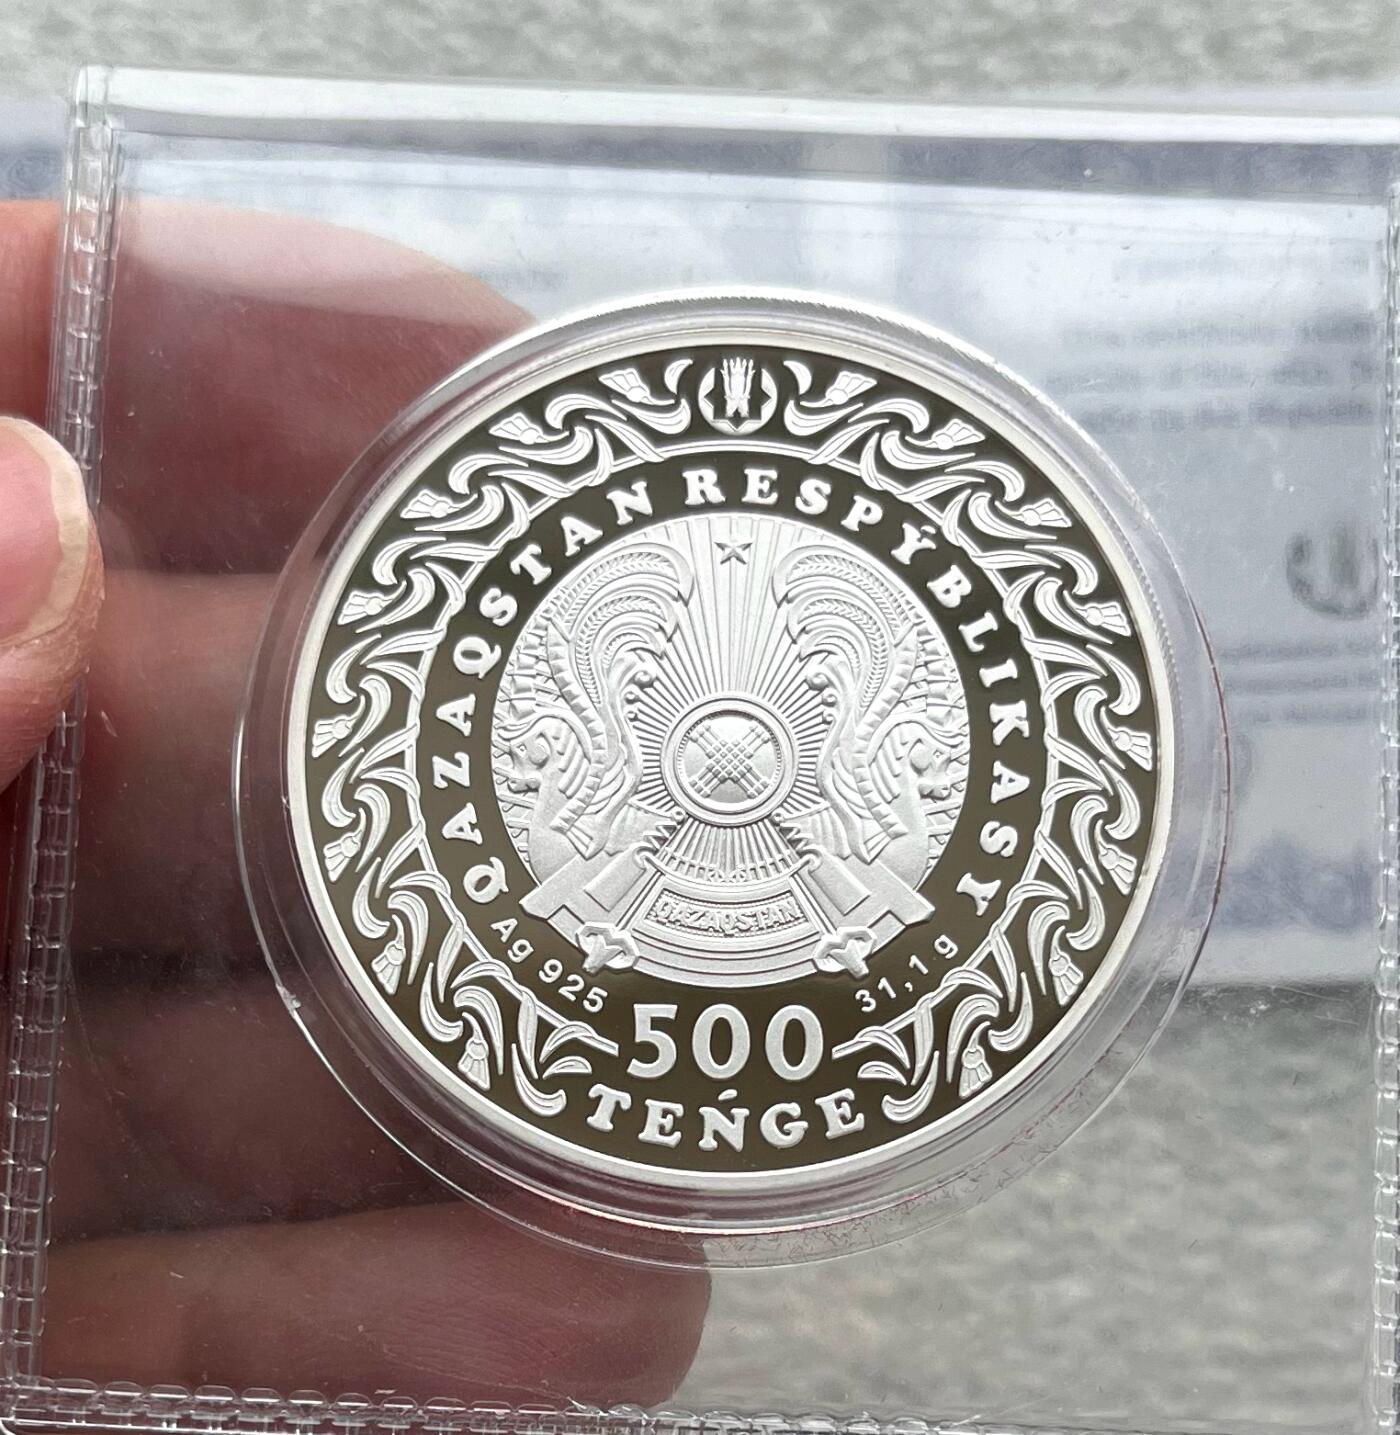 QAZAQSTAN RESPÝBLIKASY
QAZAQSTAN
Ag 925
31,1 g
500
TEŃGE